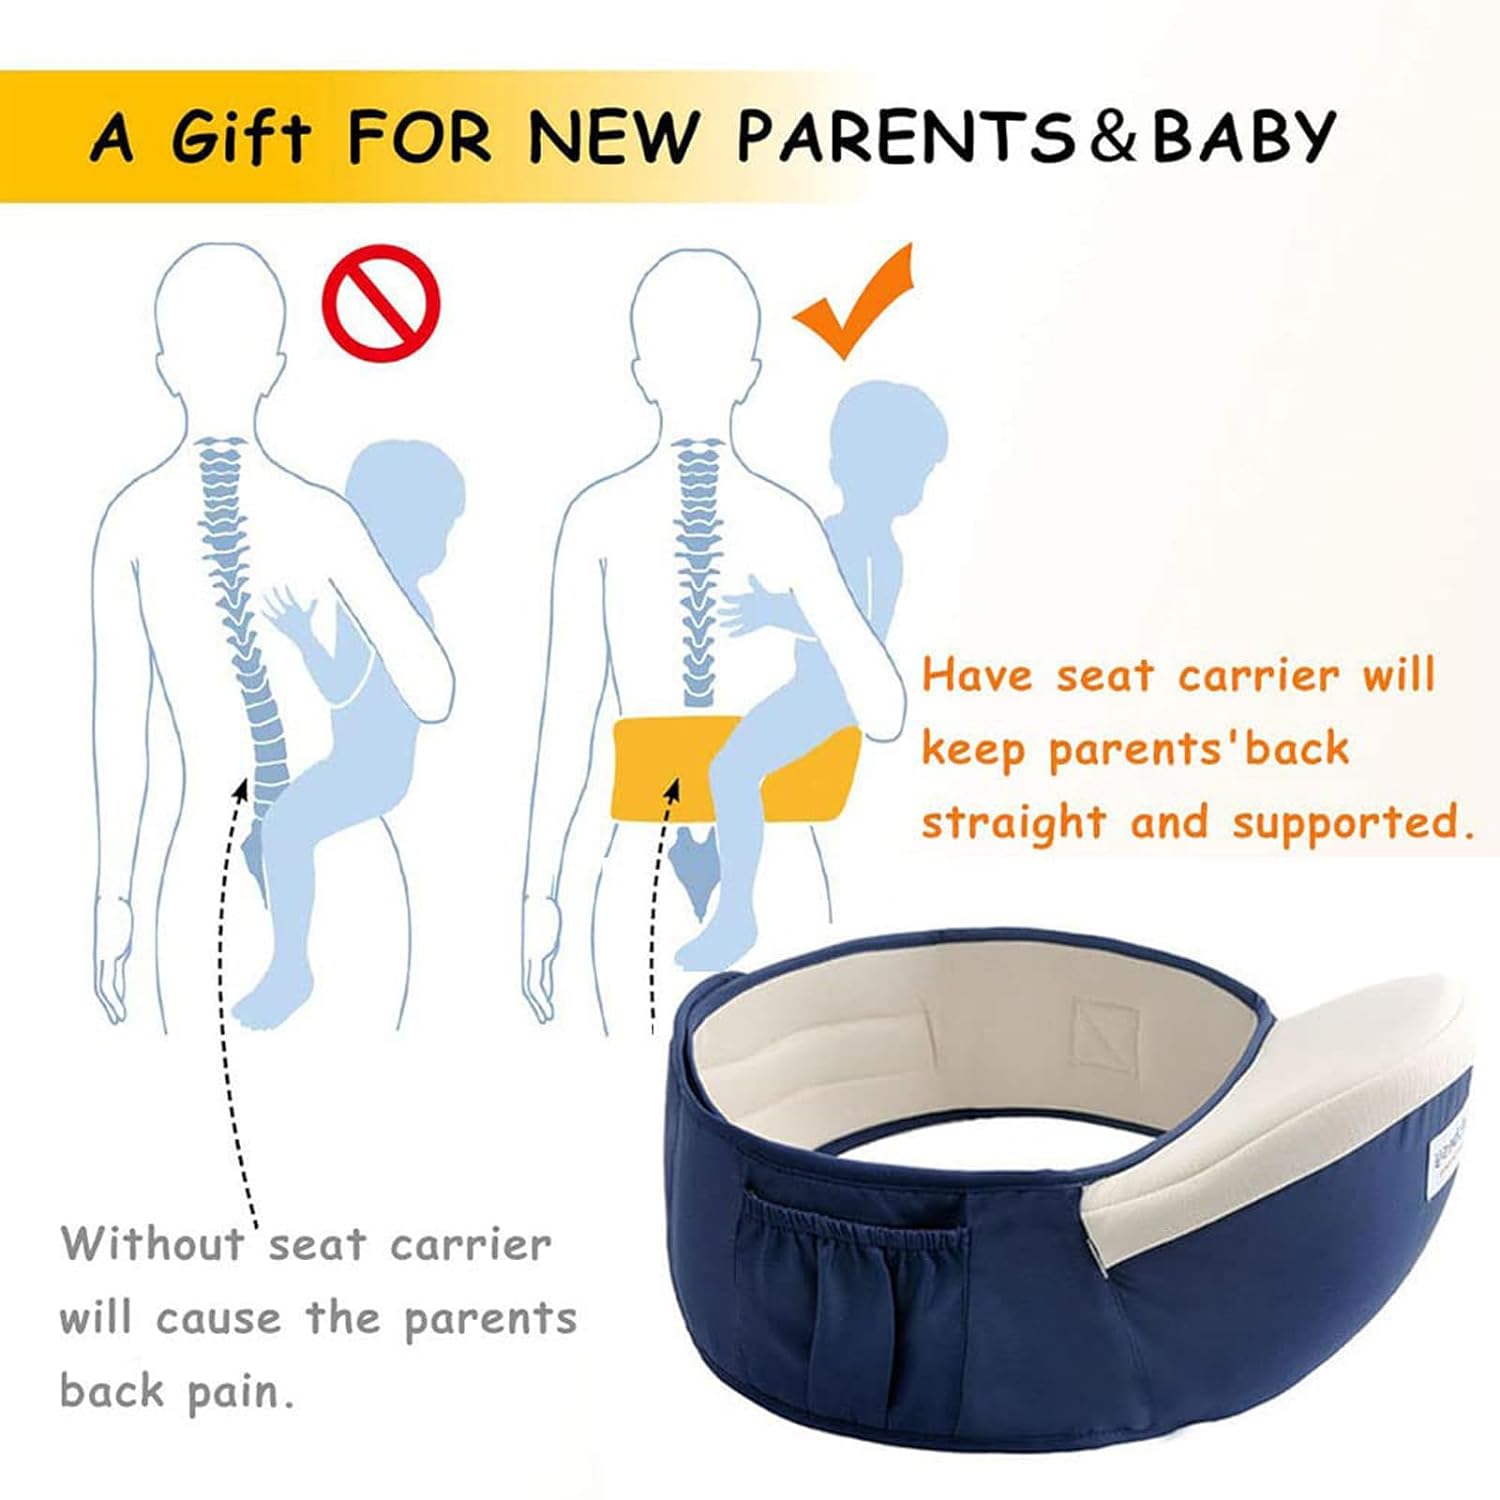 A Gift FOR NEW PARENTS&BABY
Have seat carrier will
keep parents'back
straight and supported.
Without seat carrier
will cause the parents
back pain.